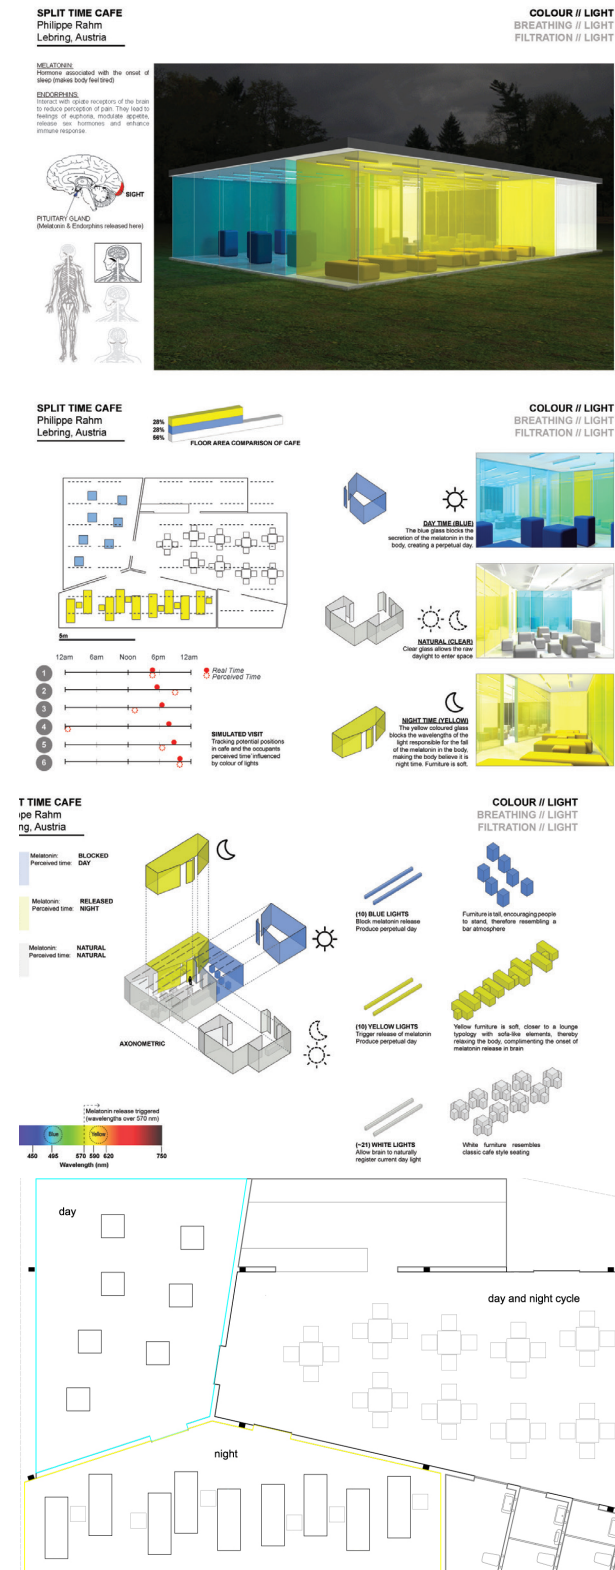 SPLIT TIME CAFE
Philippe Rahm
Lebring, Austria
COLOUR // LIGHT
BREATHING // LIGHT
FILTRATION // LIGHT
MELATONIN:
Hormone associated with the onset of
sleep (makes body feel tired)
ENDORPHINS:
Interact with opiate receptors of the brain
to reduce perception of pain. They lead to
feelings of euphoria, modulate appetite,
release sex hormones and enhance
immune response.
SIGHT
PITUITARY GLAND
(Melatonin & Endorphins released here)
SPLIT TIME CAFE
Philippe Rahm
Lebring, Austria
28%
28%
56%
FLOOR AREA COMPARISON OF CAFE
COLOUR // LIGHT
BREATHING // LIGHT
FILTRATION // LIGHT
DAY TIME (BLUE)
The blue glass blocks the
secretion of the melatonin in the
body, creating a perpetual day.
NATURAL (CLEAR)
Clear glass allows the raw
daylight to enter space
NIGHT TIME (YELLOW)
The yellow coloured glass
blocks the wavelengths of the
light responsible for the fall
of the melatonin in the body,
making the body believe it is
night time. Furniture is soft.
5m
12am 6am Noon 6pm 12am
1
2
3
4
5
6
Real Time
Perceived Time
SIMULATED VISIT
Tracking potential positions
in cafe and the occupants
perceived time influenced
by colour of lights
T TIME CAFE
pe Rahm
ng, Austria
COLOUR // LIGHT
BREATHING // LIGHT
FILTRATION // LIGHT
Melatonin: BLOCKED
Perceived time: DAY
Melatonin: RELEASED
Perceived time: NIGHT
Melatonin: NATURAL
Perceived time: NATURAL
AXONOMETRIC
(10) BLUE LIGHTS
Block melatonin release
Produce perpetual day
Furniture is tall, encouraging people
to stand, therefore resembling a
bar atmosphere
(10) YELLOW LIGHTS
Trigger release of melatonin
Produce perpetual day
Yellow furniture is soft, closer to a lounge
typology with sofa-like elements, thereby
relaxing the body, complimenting the onset of
melatonin release in brain
(~21) WHITE LIGHTS
Allow brain to naturally
register current day light
White furniture resembles
classic cafe style seating
Melatonin release triggered
(wavelengths over 570 nm)
Blue
Yellow
450 495 570 590 620 750
Wavelength (nm)
day
day and night cycle
night